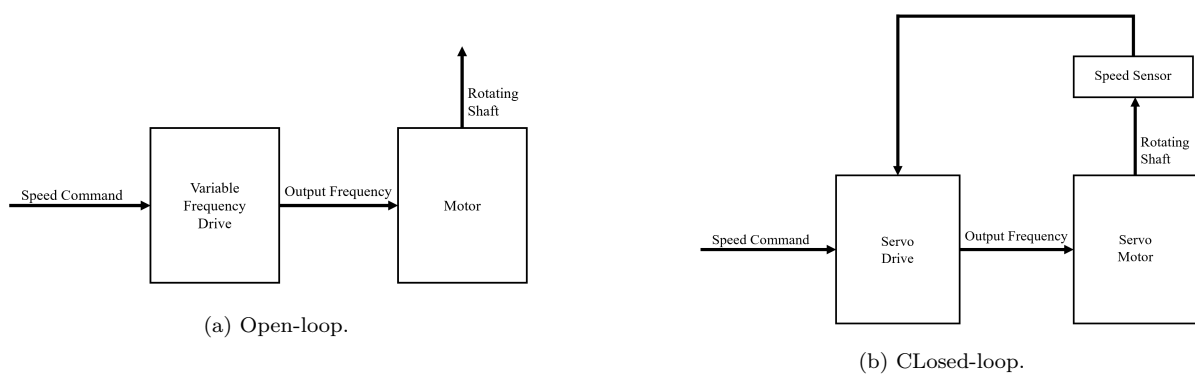 Rotating
Shaft
Speed Command
Variable
Frequency
Drive
Output Frequency
Motor
(a) Open-loop.
Speed Sensor
Rotating
Shaft
Speed Command
Servo
Drive
Output Frequency
Servo
Motor
(b) CLosed-loop.